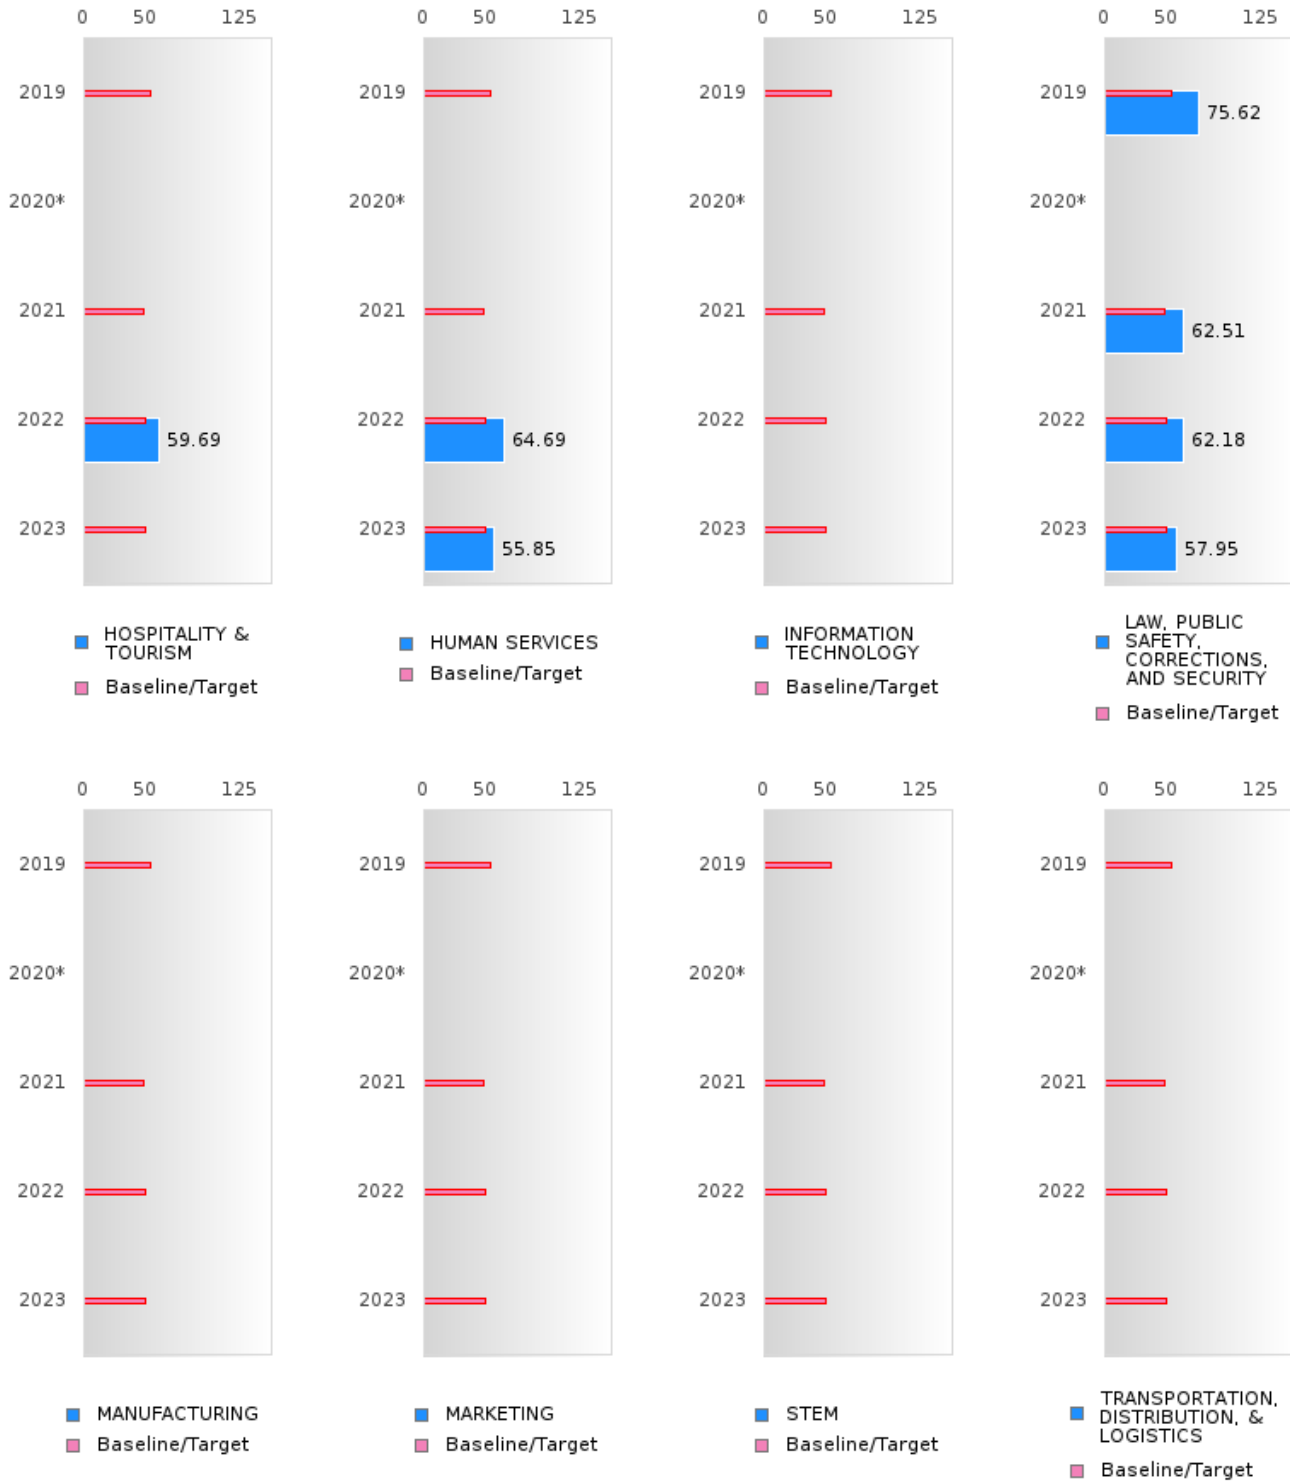 0 50 125
2019
2020*
2021
2022
59.69
2023
HOSPITALITY &
TOURISM
Baseline/Target
0 50 125
2019
2020*
2021
2022
64.69
2023
55.85
HUMAN SERVICES
Baseline/Target
0 50 125
2019
2020*
2021
2022
2023
INFORMATION
TECHNOLOGY
Baseline/Target
0 50 125
2019
75.62
2020*
2021
62.51
2022
62.18
2023
57.95
LAW, PUBLIC
SAFETY,
CORRECTIONS,
AND SECURITY
Baseline/Target
0 50 125
2019
2020*
2021
2022
2023
MANUFACTURING
Baseline/Target
0 50 125
2019
2020*
2021
2022
2023
MARKETING
Baseline/Target
0 50 125
2019
2020*
2021
2022
2023
STEM
Baseline/Target
0 50 125
2019
2020*
2021
2022
2023
TRANSPORTATION,
DISTRIBUTION, &
LOGISTICS
Baseline/Target